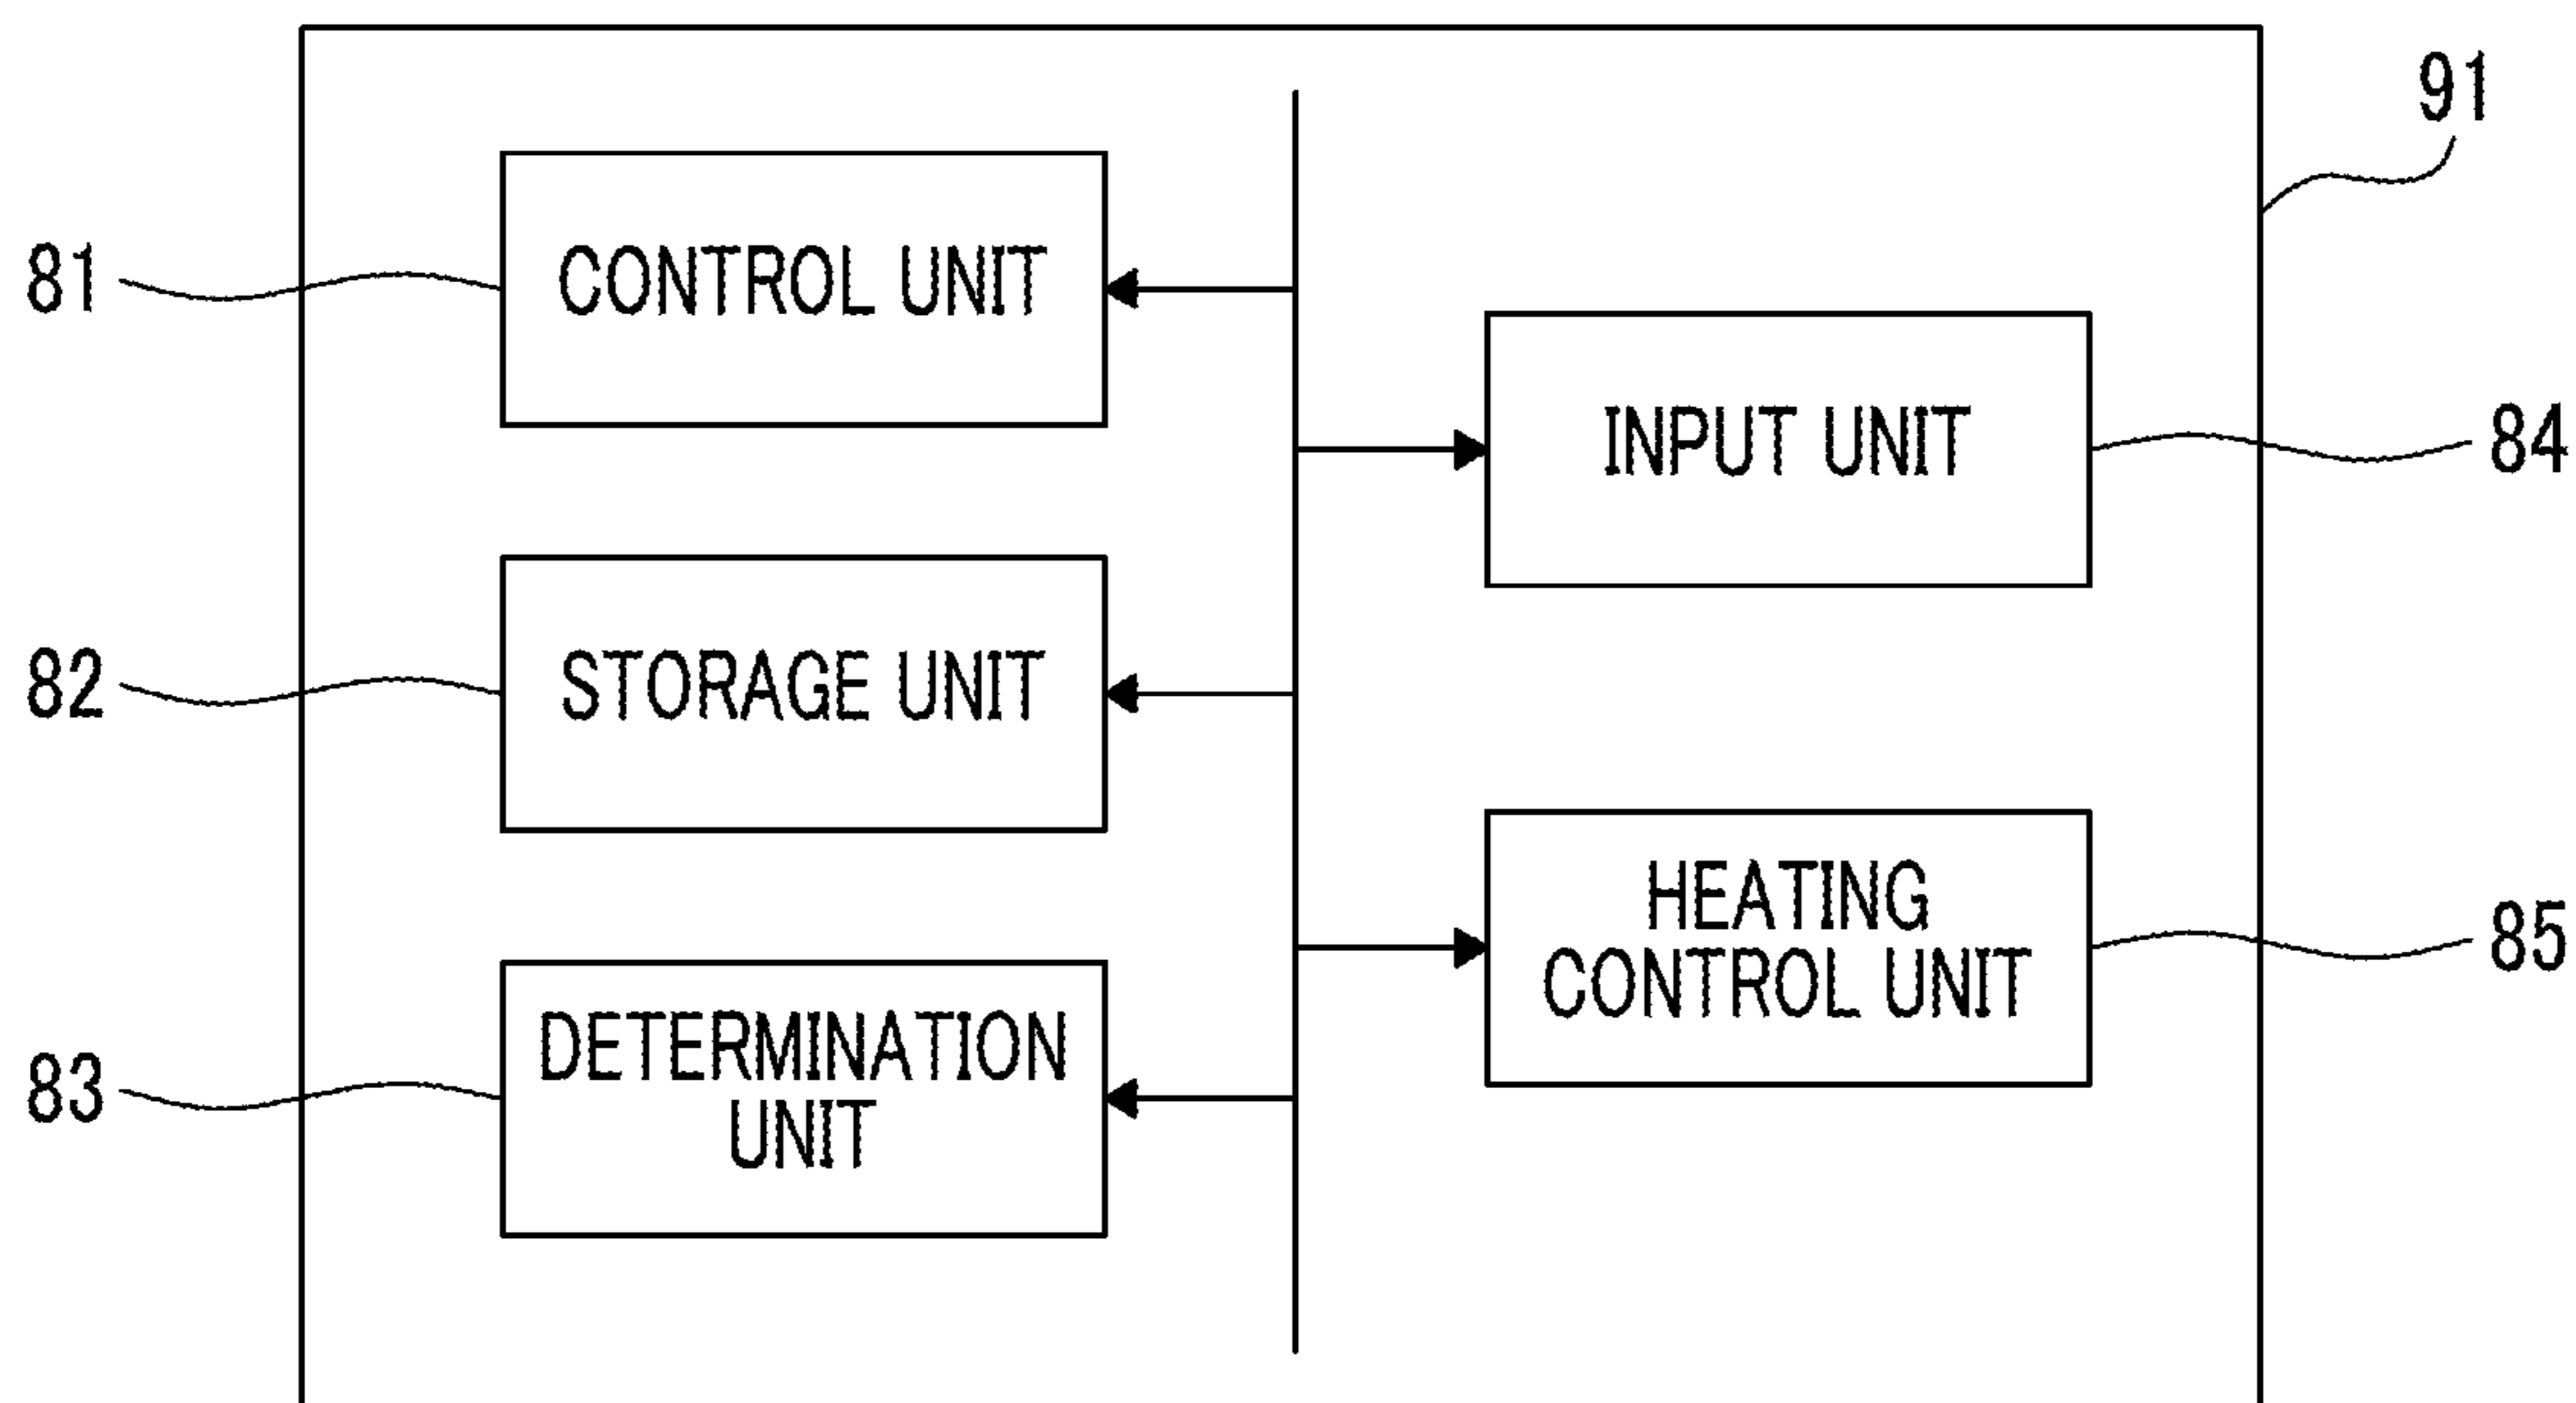 91
81
CONTROL UNIT
INPUT UNIT
84
82
STORAGE UNIT
HEATING
CONTROL UNIT
85
83
DETERMINATION
UNIT